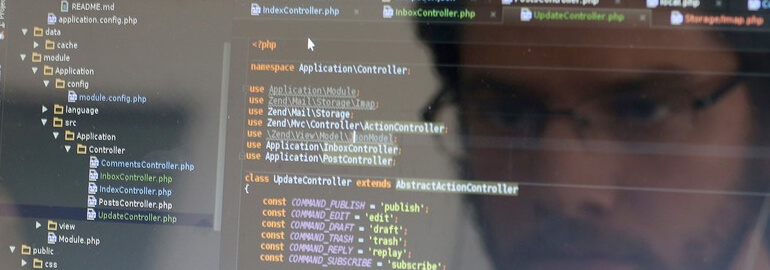 README.md
application.config.php
data
cache
module
Application
config
module.config.php
language
src
Application
Controller
CommentsController.php
InboxController.php
IndexController.php
PostsController.php
UpdateController.php
view
Module.php
public
css
IndexController.php
InboxController.php
UpdateController.php
Storage/Imap.php
<?php
namespace Application\Controller;
use Application\Module;
use Zend\Mail\Storage\Imap;
use Zend\Mail\Storage;
use Zend\Mvc\Controller\ActionController;
use \Zend\View\Model\JsonModel;
use Application\InboxController;
use Application\PostController;
class UpdateController extends AbstractActionController
{
const COMMAND_PUBLISH = 'publish';
const COMMAND_EDIT = 'edit';
const COMMAND_DRAFT = 'draft';
const COMMAND_TRASH = 'trash';
const COMMAND_REPLY = 'replay';
const COMMAND_SUBSCRIBE = 'subscribe';